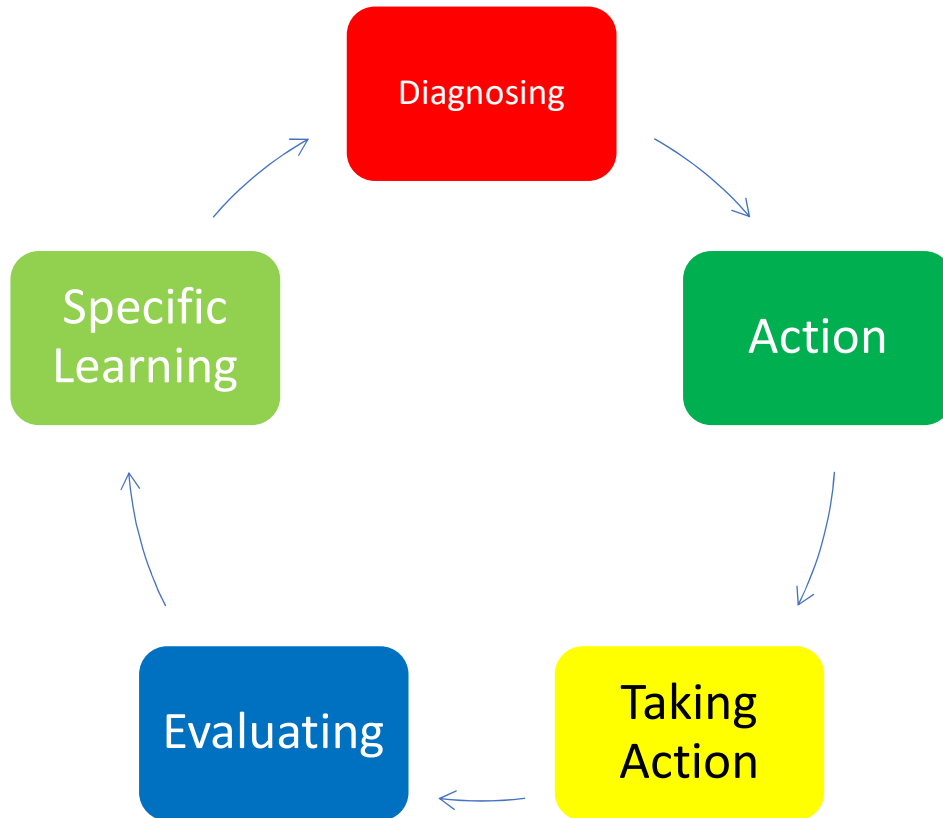 Diagnosing
Action
Taking
Action
Evaluating
Specific
Learning